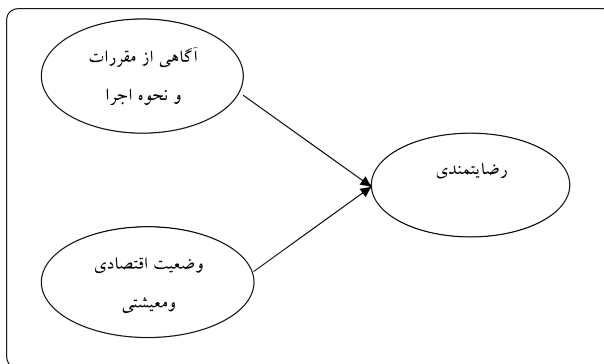 آگاهی از مقررات
و نحوه اجرا
رضایتمندی
وضعیت اقتصادی
ومعیشتی